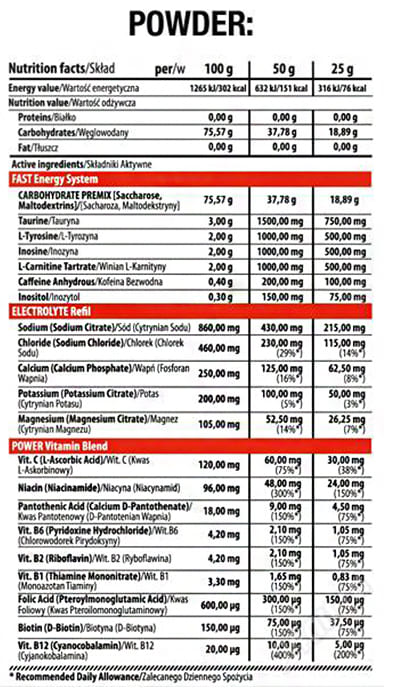 POWDER:
Nutrition facts/Skład per/w 100 g 50 g 25 g
Energy value/Wartość energetyczna 1265 kJ/302 kcal 632 kJ/151 kcal 316 kJ/76 kcal
Nutrition value/Wartość odżywcza
Proteins/Białko 0,00 g 0,00 g 0,00 g
Carbohydrates/Węglowodany 75,57 g 37,78 g 18,89 g
Fat/Tłuszcz 0,00 g 0,00 g 0,00 g
Active ingredients/Składniki Aktywne
FAST Energy System
CARBOHYDRATE PREMIX [Saccharose,
Maltodextrins]/[Sacharoza, Maltodekstryny] 75,57 g 37,78 g 18,89 g
Taurine/Tauryna 3,00 g 1500,00 mg 750,00 mg
L-Tyrosine/L-Tyrozyna 2,00 g 1000,00 mg 500,00 mg
Inosine/Inozyna 2,00 g 1000,00 mg 500,00 mg
L-Carnitine Tartrate/Winian L-Karnityny 2,00 g 1000,00 mg 500,00 mg
Caffeine Anhydrous/Kofeina Bezwodna 0,40 g 200,00 mg 100,00 mg
Inositol/Inozytol 0,30 g 150,00 mg 75,00 mg
ELECTROLYTE Refil
Sodium (Sodium Citrate)/Sód (Cytrynian Sodu) 860,00 mg 430,00 mg 215,00 mg
Chloride (Sodium Chloride)/Chlorek (Chlorek
Sodu) 460,00 mg 230,00 mg (29%*) 115,00 mg (14%*)
Calcium (Calcium Phosphate)/Wapń (Fosforan
Wapnia) 250,00 mg 125,00 mg (16%*) 62,50 mg (8%*)
Potassium (Potassium Citrate)/Potas
(Cytrynian Potasu) 200,00 mg 100,00 mg (5%*) 50,00 mg (3%*)
Magnesium (Magnesium Citrate)/Magnez
(Cytrynian Magnezu) 105,00 mg 52,50 mg (14%*) 26,25 mg (7%*)
POWER Vitamin Blend
Vit. C (L-Ascorbic Acid)/Wit. C (Kwas
L-Askorbinowy) 120,00 mg 60,00 mg (75%*) 30,00 mg (38%*)
Niacin (Niacinamide)/Niacyna (Niacynamid) 96,00 mg 48,00 mg (300%*) 24,00 mg (150%*)
Pantothenic Acid (Calcium D-Pantothenate)/
Kwas Pantotenowy (D-Pantotenian Wapnia) 18,00 mg 9,00 mg (150%*) 4,50 mg (75%*)
Vit. B6 (Pyridoxine Hydrochloride)/Wit.B6
(Chlorowodorek Pirydoksyny) 4,20 mg 2,10 mg (150%*) 1,05 mg (75%*)
Vit. B2 (Riboflavin)/Wit. B2 (Ryboflawina) 4,20 mg 2,10 mg (150%*) 1,05 mg (75%*)
Vit. B1 (Thiamine Mononitrate)/Wit. B1
(Monoazotan Tiaminy) 3,30 mg 1,65 mg (150%*) 0,83 mg (75%*)
Folic Acid (Pteroylmonoglutamic Acid)/Kwas
Foliowy (Kwas Pteroilomonoglutaminowy) 600,00 µg 300,00 µg (150%*) 150,00 µg (75%*)
Biotin (D-Biotin)/Biotyna (D-Biotyna) 150,00 µg 75,00 µg (150%*) 37,50 µg (75%*)
Vit. B12 (Cyanocobalamin)/Wit. B12
(Cyjanokobalamina) 20,00 µg 10,00 µg (400%*) 5,00 µg (200%*)
* Recommended Daily Allowance/Zalecanego Dziennego Spożycia